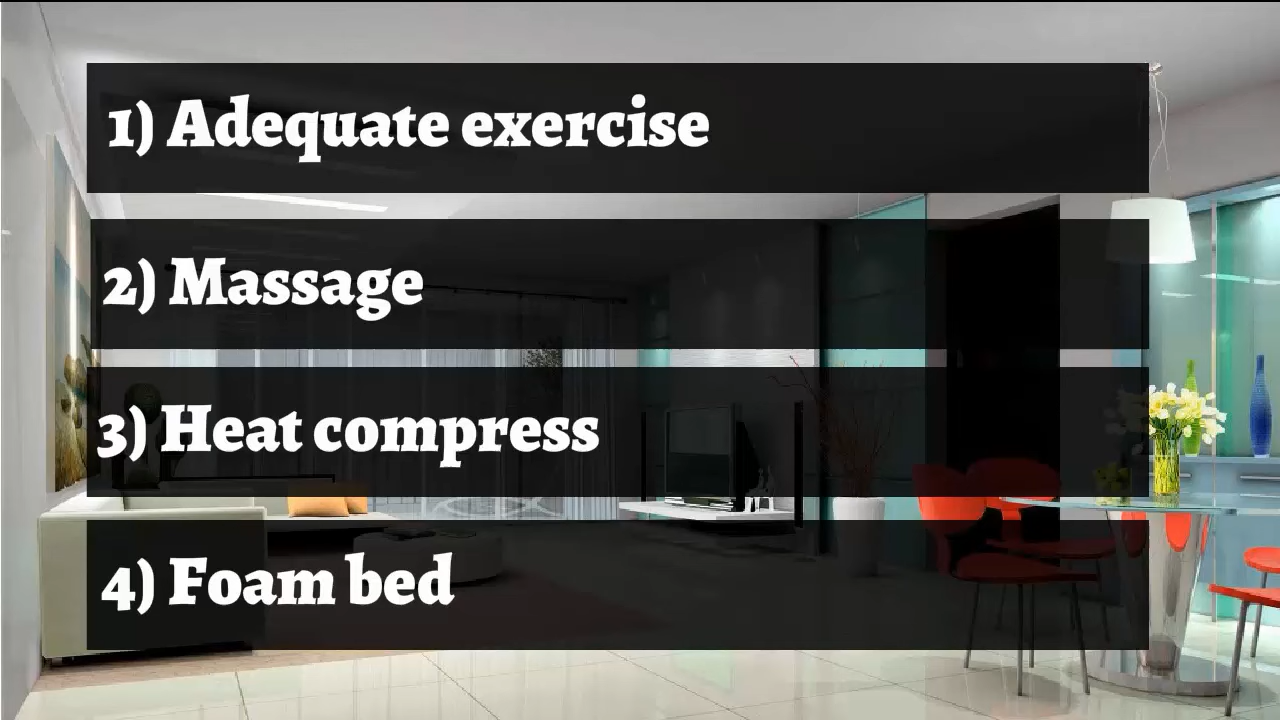 1) Adequate exercise
2) Massage
3) Heat compress
4) Foam bed